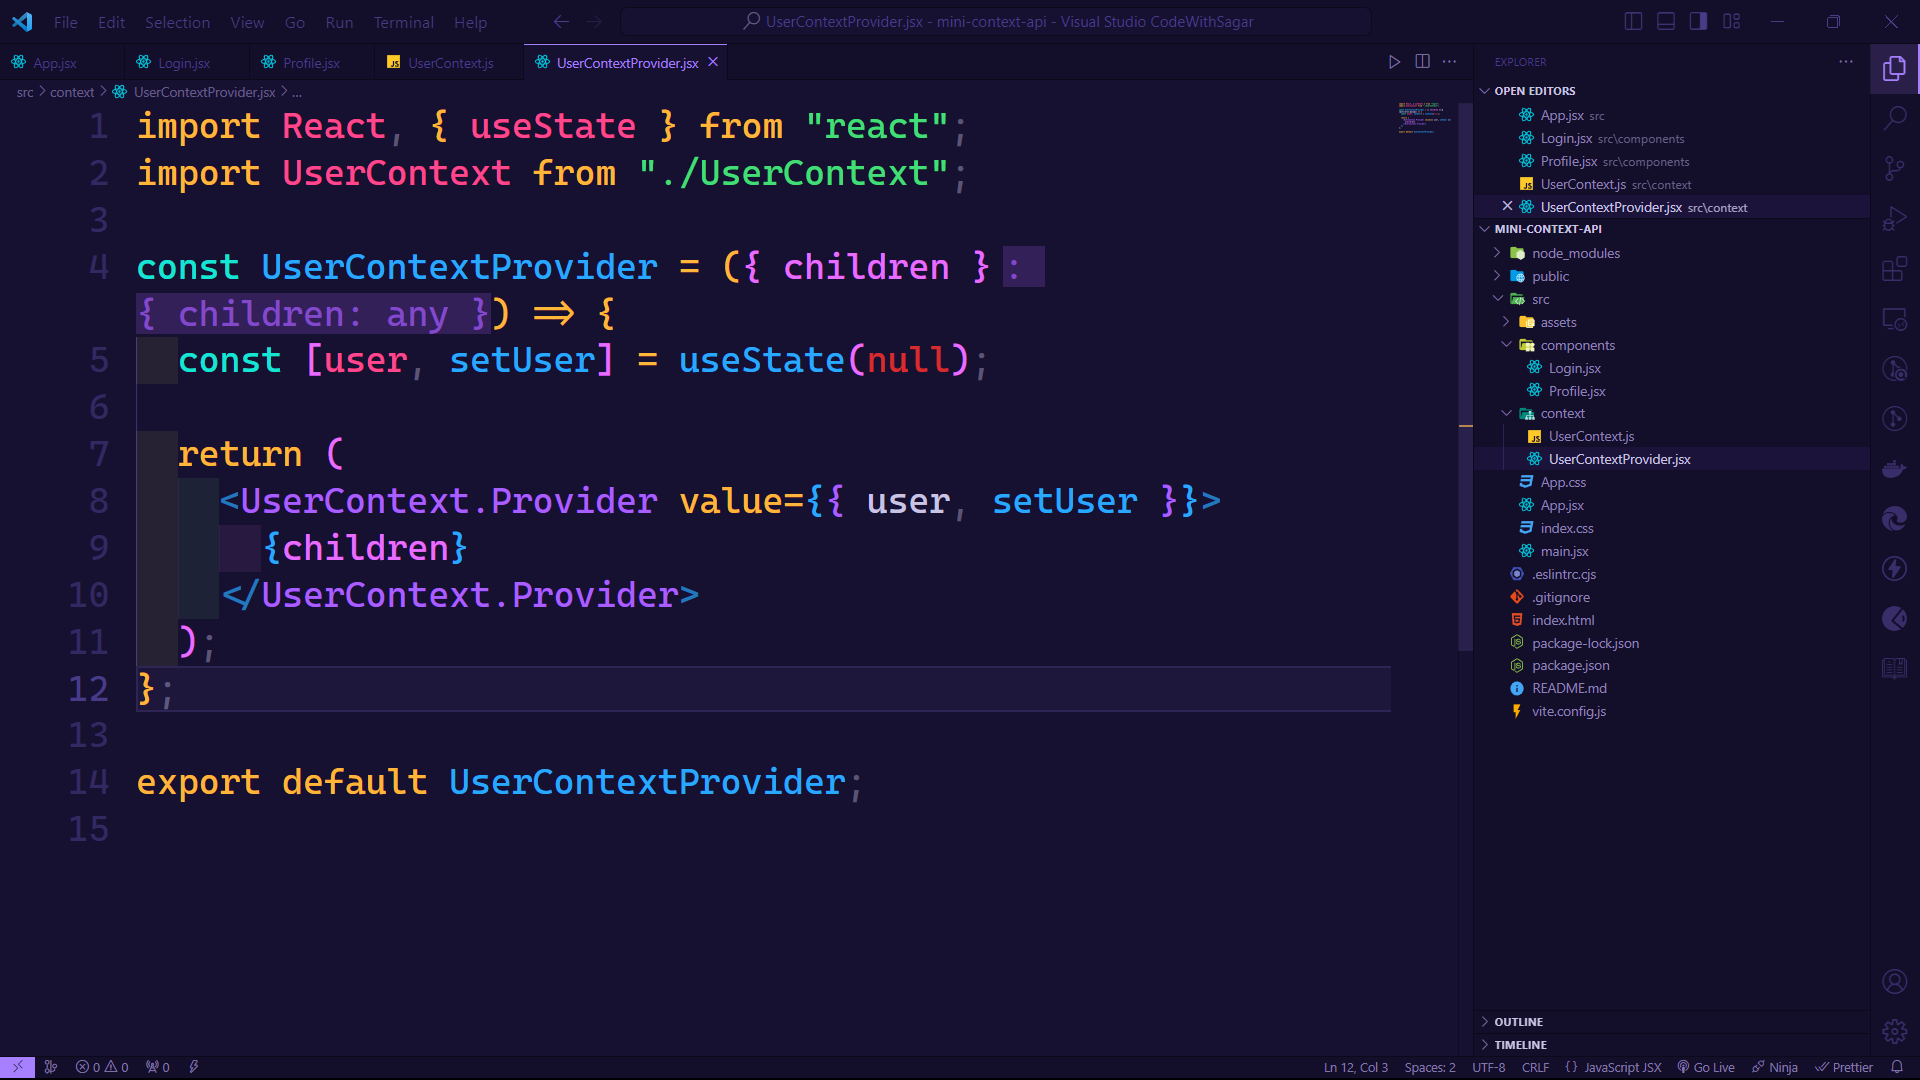 File Edit Selection View Go Run Terminal Help
UserContextProvider.jsx - mini-context-api - Visual Studio CodeWithSagar
App.jsx
Login.jsx
Profile.jsx
JS UserContext.js
UserContextProvider.jsx
src > context > UserContextProvider.jsx > ...
1 import React, { useState } from "react";
2 import UserContext from "./UserContext";
3
4 const UserContextProvider = ({ children }:
{ children: any }) => {
5 const [user, setUser] = useState(null);
6
7 return (
8 <UserContext.Provider value={{ user, setUser }}>
9 {children}
10 </UserContext.Provider>
11 );
12 };
13
14 export default UserContextProvider;
15
EXPLORER
OPEN EDITORS
App.jsx src
Login.jsx src\components
Profile.jsx src\components
JS UserContext.js src\context
UserContextProvider.jsx src\context
MINI-CONTEXT-API
node_modules
public
src
assets
components
Login.jsx
Profile.jsx
context
JS UserContext.js
UserContextProvider.jsx
App.css
App.jsx
index.css
main.jsx
.eslintrc.cjs
.gitignore
index.html
package-lock.json
package.json
README.md
vite.config.js
OUTLINE
TIMELINE
0 0 0
Ln 12, Col 3 Spaces: 2 UTF-8 CRLF {} JavaScript JSX Go Live Ninja Prettier